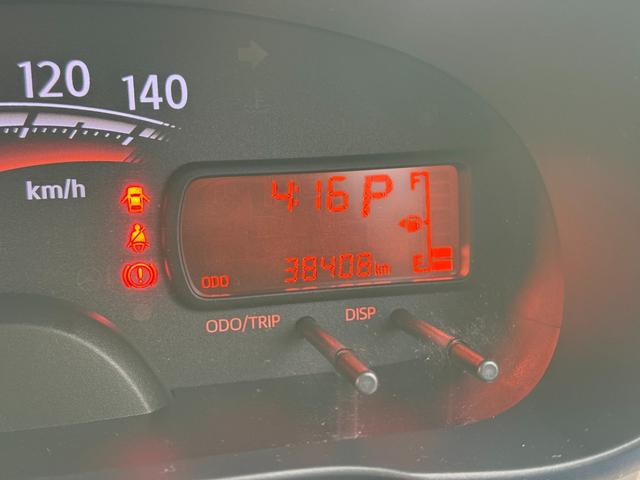 120 140
km/h
4:16 P F
ODO 38408 km E
ODO/TRIP DISP